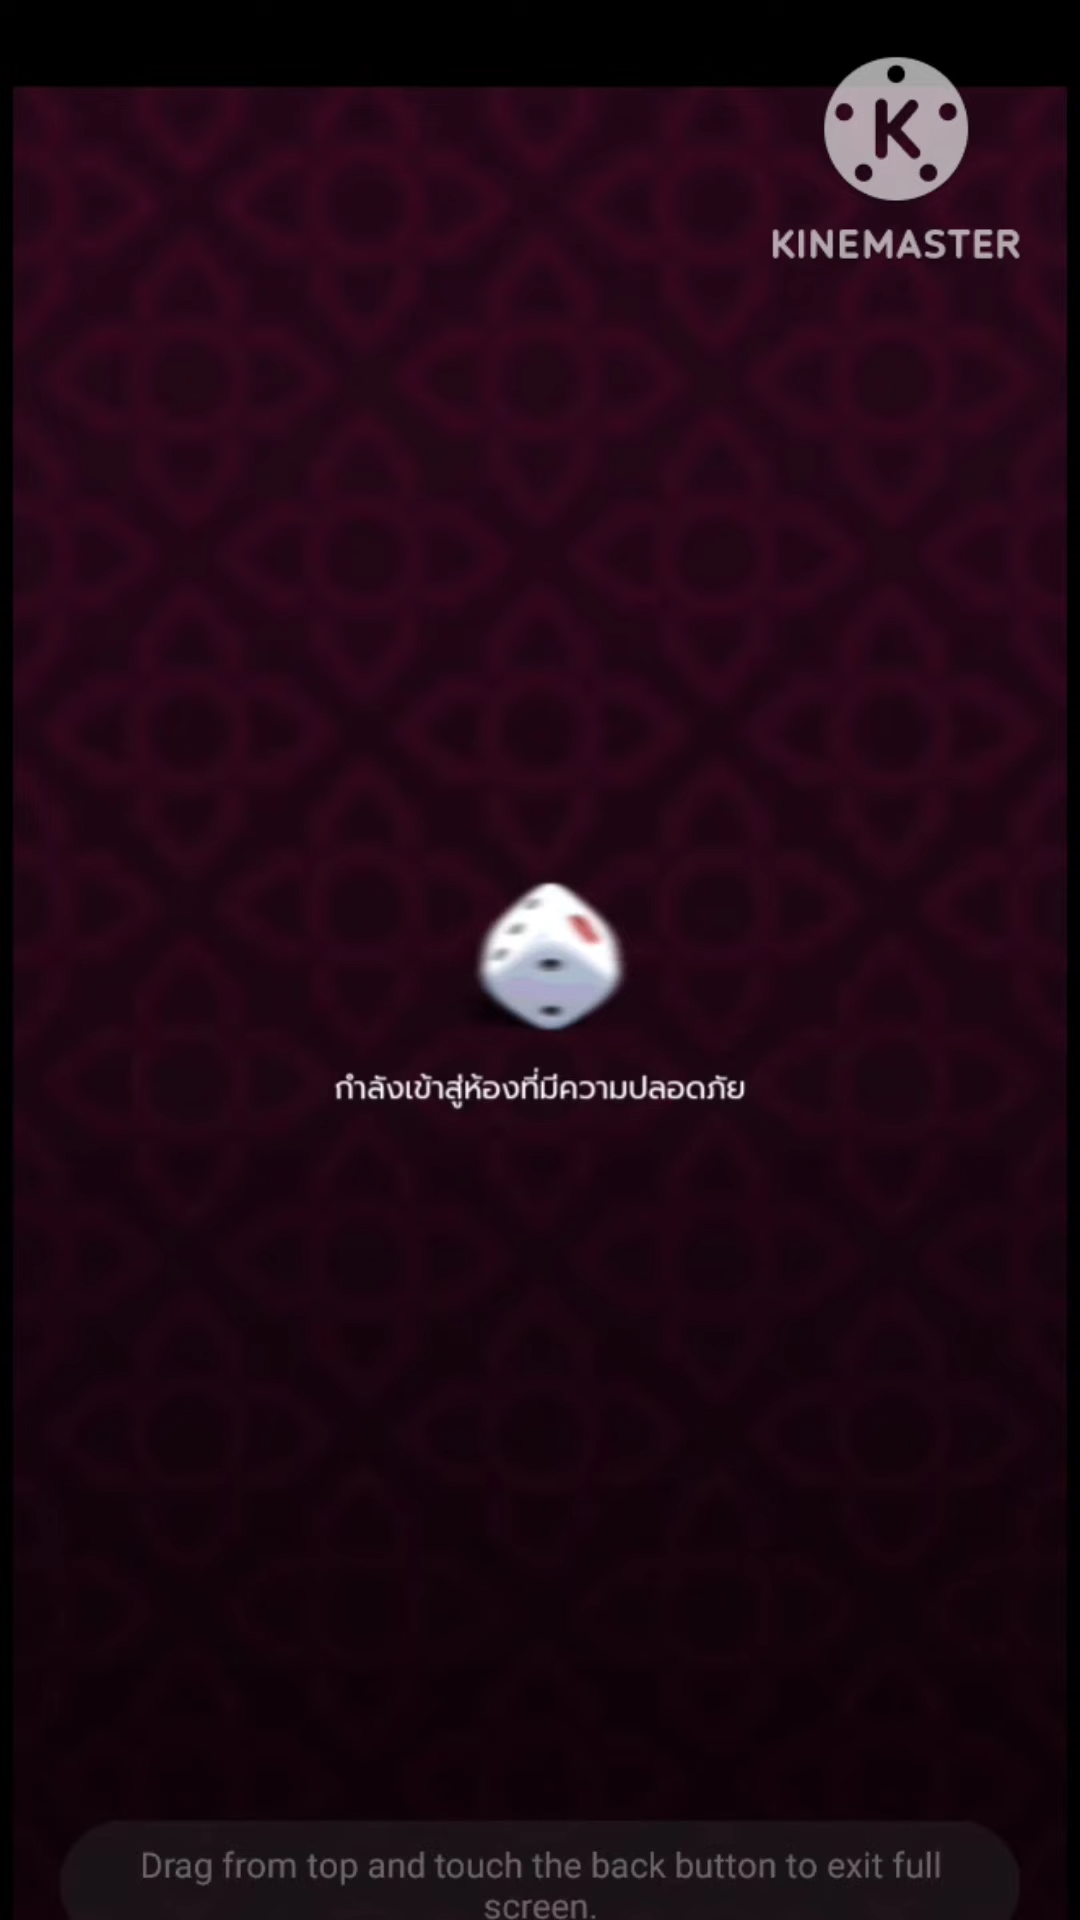 K
KINEMASTER
กำลังเข้าสู่ห้องที่มีความปลอดภัย
Drag from top and touch the back button to exit full
screen.